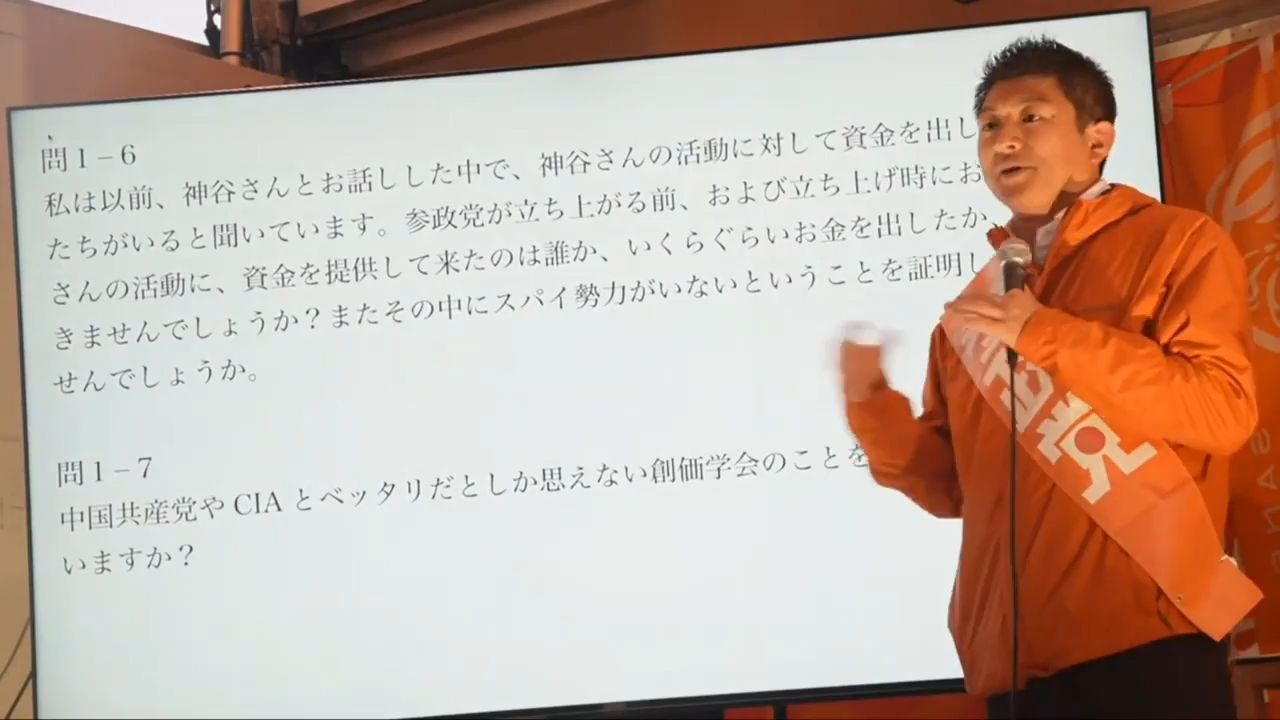 問１−６
私は以前、神谷さんとお話しした中で、神谷さんの活動に対して資金を出し
たちがいると聞いています。参政党が立ち上がる前、および立ち上げ時にお
さんの活動に、資金を提供して来たのは誰か、いくらぐらいお金を出したか、
きませんでしょうか？またその中にスパイ勢力がいないということを証明し
せんでしょうか。
問１−７
中国共産党や CIA とベッタリだとしか思えない創価学会のことを
いますか？
参政党